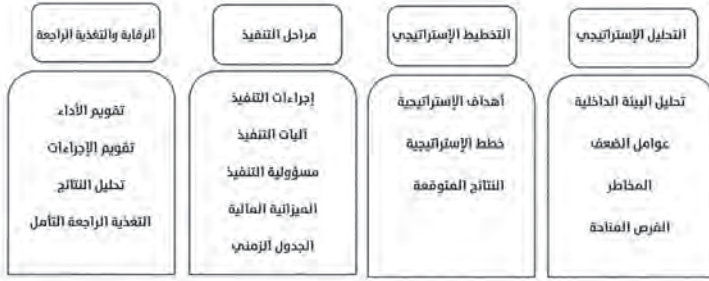 التحليل الإستراتيجي
تحليل البيئة الداخلية
عوامل الضعف
المخاطر
الفرص المتاحة
التخطيط الإستراتيجي
أهداف الإستراتيجية
خطط الإستراتيجية
النتائج المتوقعة
مراحل التنفيذ
إجراءات التنفيذ
آليات التنفيذ
مسؤولية التنفيذ
الميزانية المالية
الجدول الزمني
الرقابة والتغذية الراجعة
تقويم الأداء
تقويم الإجراءات
تحليل النتائج
التغذية الراجعة التأمل